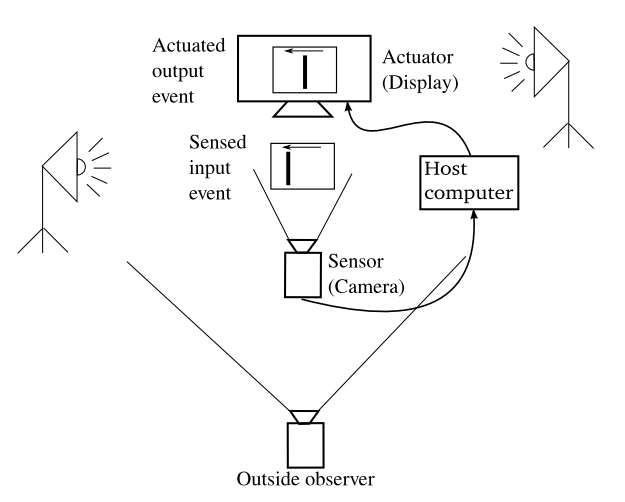 Actuated
output
event
Actuator
(Display)
Sensed
input
event
Host
computer
Sensor
(Camera)
Outside observer